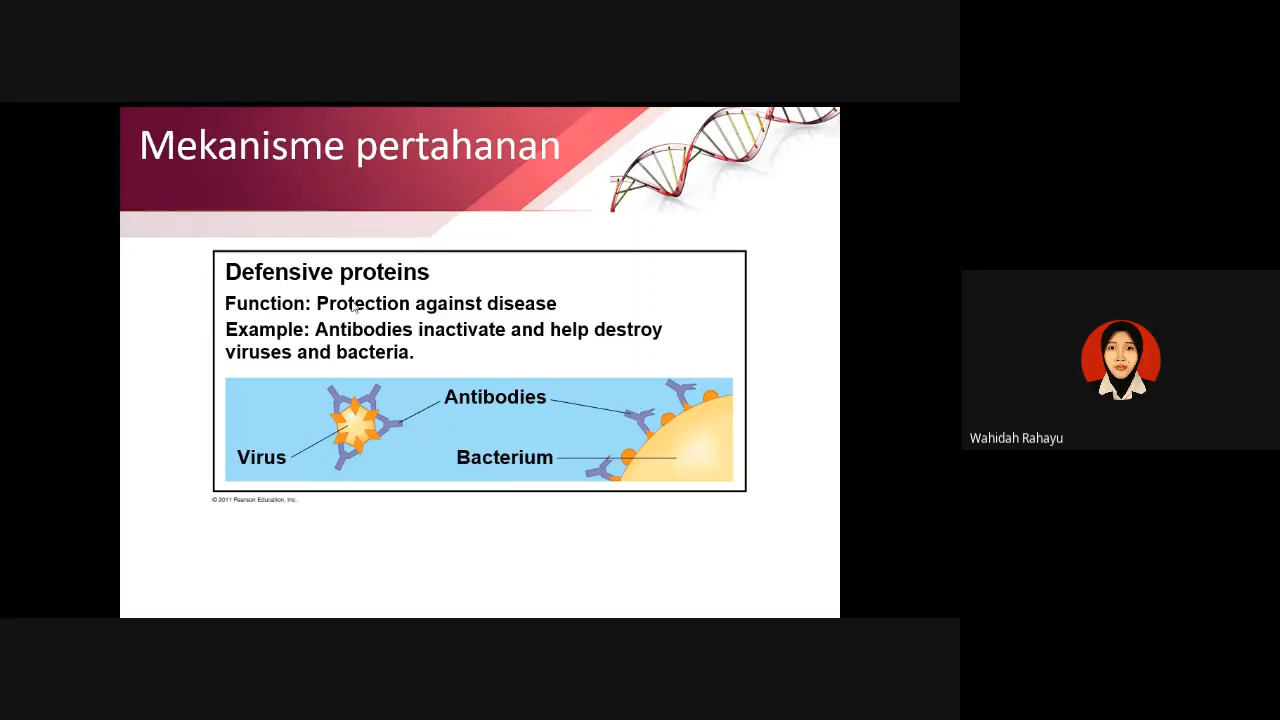 Mekanisme pertahanan
Defensive proteins
Function: Protection against disease
Example: Antibodies inactivate and help destroy
viruses and bacteria.
Antibodies
Virus
Bacterium
© 2011 Pearson Education, Inc.
Wahidah Rahayu